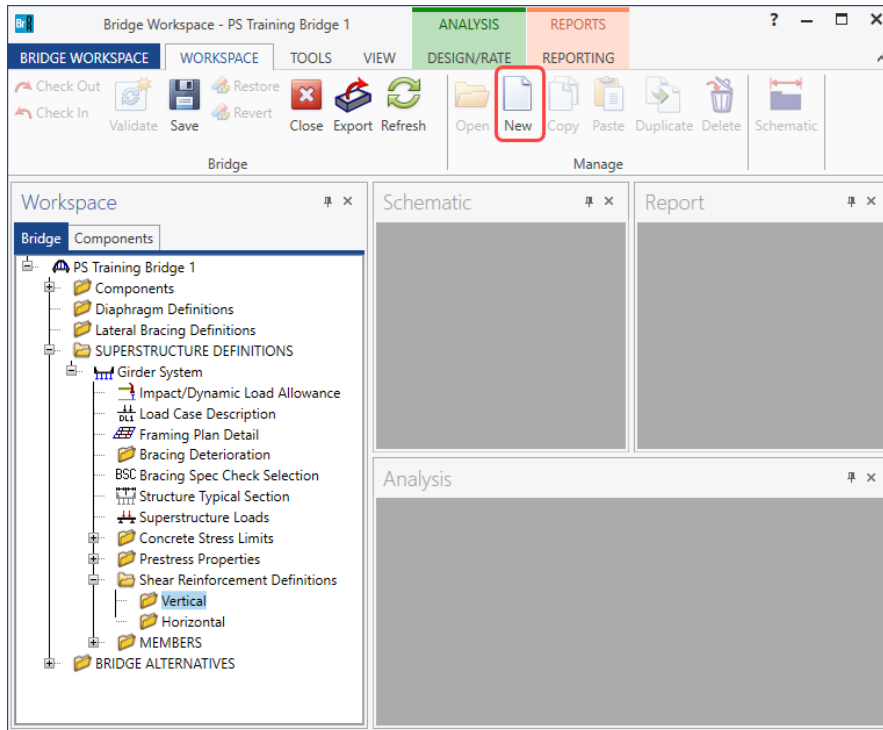 Br Bridge Workspace - PS Training Bridge 1 ANALYSIS REPORTS ?
BRIDGE WORKSPACE WORKSPACE TOOLS VIEW DESIGN/RATE REPORTING
Check Out
Check In
Validate
Save
Restore
Revert
Close
Export
Refresh
Open
New
Copy
Paste
Duplicate
Delete
Schematic
Bridge Manage
Workspace
Bridge Components
PS Training Bridge 1
Components
Diaphragm Definitions
Lateral Bracing Definitions
SUPERSTRUCTURE DEFINITIONS
Girder System
Impact/Dynamic Load Allowance
DL1 Load Case Description
Framing Plan Detail
Bracing Deterioration
BSC Bracing Spec Check Selection
Structure Typical Section
Superstructure Loads
Concrete Stress Limits
Prestress Properties
Shear Reinforcement Definitions
Vertical
Horizontal
MEMBERS
BRIDGE ALTERNATIVES
Schematic
Report
Analysis